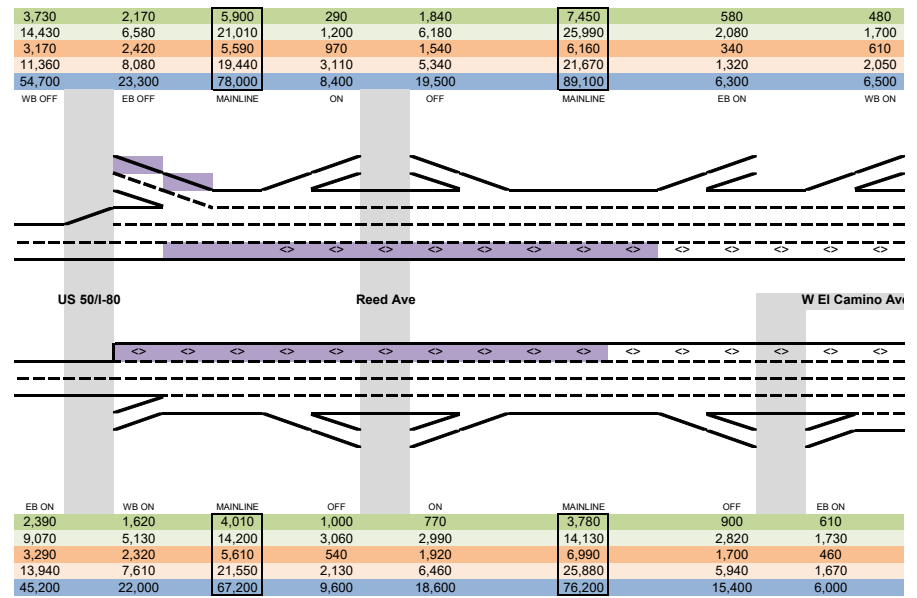 3,730 2,170 5,900 290 1,840 7,450 580 480
14,430 6,580 21,010 1,200 6,180 25,990 2,080 1,700
3,170 2,420 5,590 970 1,540 6,160 340 610
11,360 8,080 19,440 3,110 5,340 21,670 1,320 2,050
54,700 23,300 78,000 8,400 19,500 89,100 6,300 6,500
WB OFF EB OFF MAINLINE ON OFF MAINLINE EB ON WB ON
<> <> <> <> <> <> <> <> <> <> <> <> <>
US 50/I-80 Reed Ave W El Camino Ave
<> <> <> <> <> <> <> <> <> <> <> <> <> <> <> <>
EB ON WB ON MAINLINE OFF ON MAINLINE OFF EB ON
2,390 1,620 4,010 1,000 770 3,780 900 610
9,070 5,130 14,200 3,060 2,990 14,130 2,820 1,730
3,290 2,320 5,610 540 1,920 6,990 1,700 460
13,940 7,610 21,550 2,130 6,460 25,880 5,940 1,670
45,200 22,000 67,200 9,600 18,600 76,200 15,400 6,000